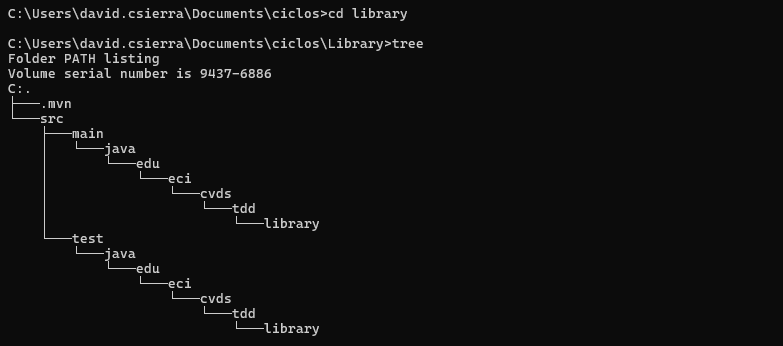 C:\Users\david.csierra\Documents\ciclos>cd library
C:\Users\david.csierra\Documents\ciclos\Library>tree
Folder PATH listing
Volume serial number is 9437-6886
C:.
├───.mvn
└───src
    ├───main
    │   └───java
    │       └───edu
    │           └───eci
    │               └───cvds
    │                   └───tdd
    │                       └───library
    └───test
        └───java
            └───edu
                └───eci
                    └───cvds
                        └───tdd
                            └───library